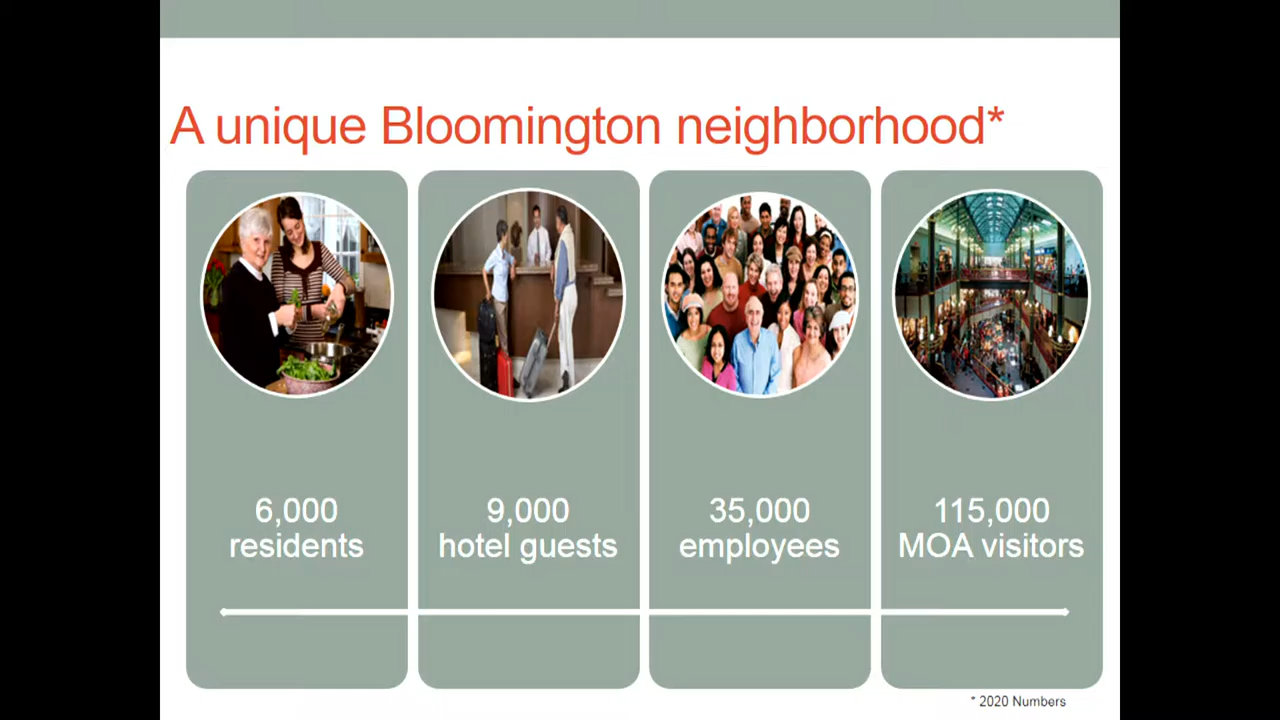 A unique Bloomington neighborhood*
6,000
residents
9,000
hotel guests
35,000
employees
115,000
MOA visitors
* 2020 Numbers